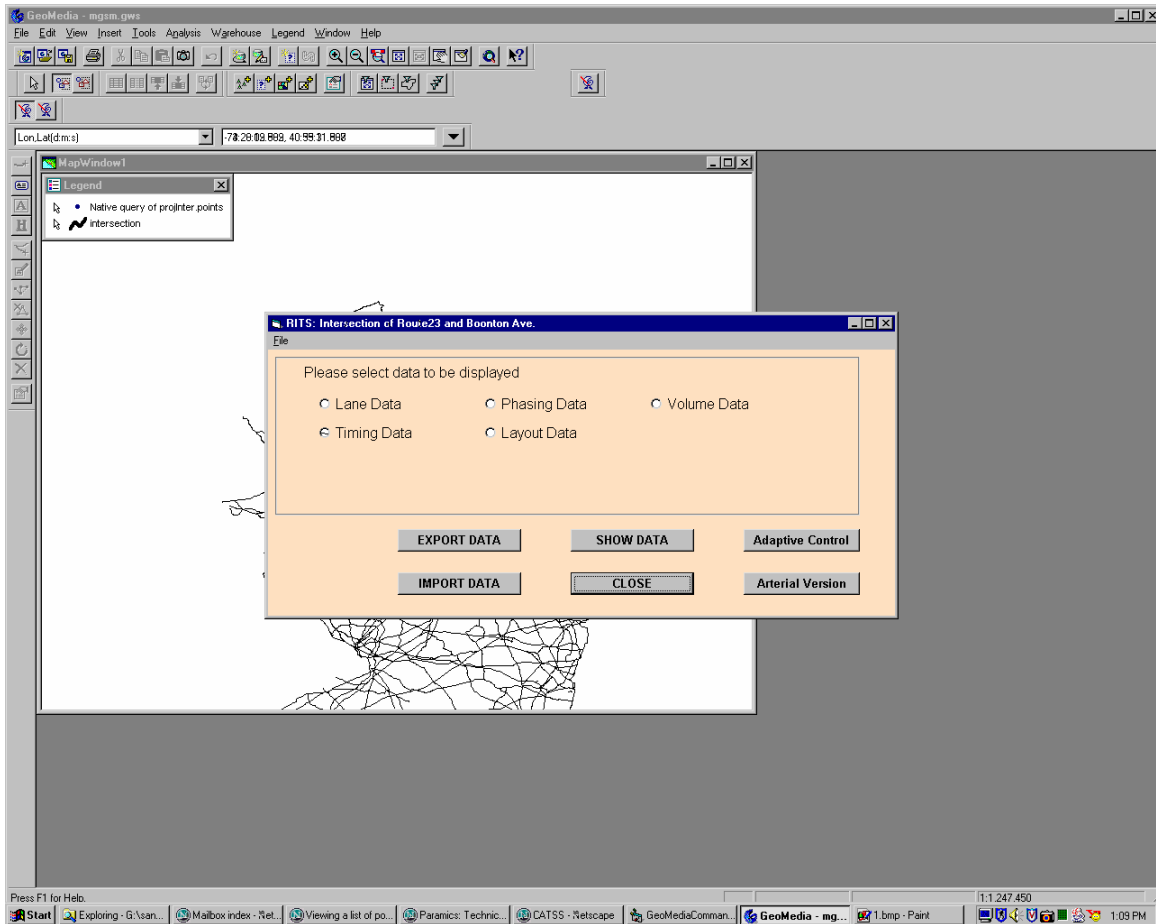 GeoMedia - mgsm.gws
File Edit View Insert Tools Analysis Warehouse Legend Window Help
Lon,Lat(d:m:s)
MapWindow1
Legend
Native query of projInter.points
intersection
RITS: Intersection of Route23 and Boonton Ave.
File
Please select data to be displayed
Lane Data Phasing Data Volume Data
Timing Data Layout Data
EXPORT DATA SHOW DATA Adaptive Control
IMPORT DATA CLOSE Arterial Version
Press F1 for Help. 1:1.247.450
Start Exploring - G:\san... Mailbox index - Net... Viewing a list of po... Paramics: Technic... CATSS - Netscape GeoMediaComman... GeoMedia - mg... 1.bmp - Paint 1:09 PM